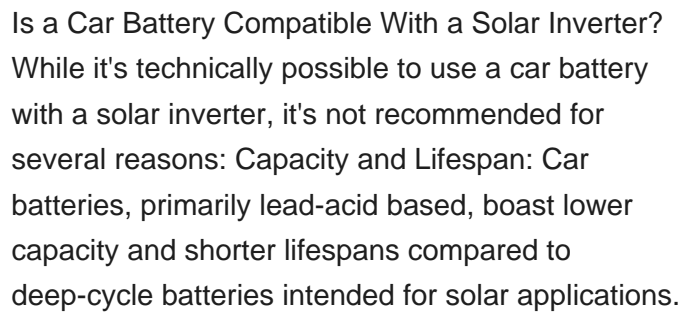 Is a Car Battery Compatible With a Solar Inverter?
While it's technically possible to use a car battery
with a solar inverter, it's not recommended for
several reasons: Capacity and Lifespan: Car
batteries, primarily lead-acid based, boast lower
capacity and shorter lifespans compared to
deep-cycle batteries intended for solar applications.